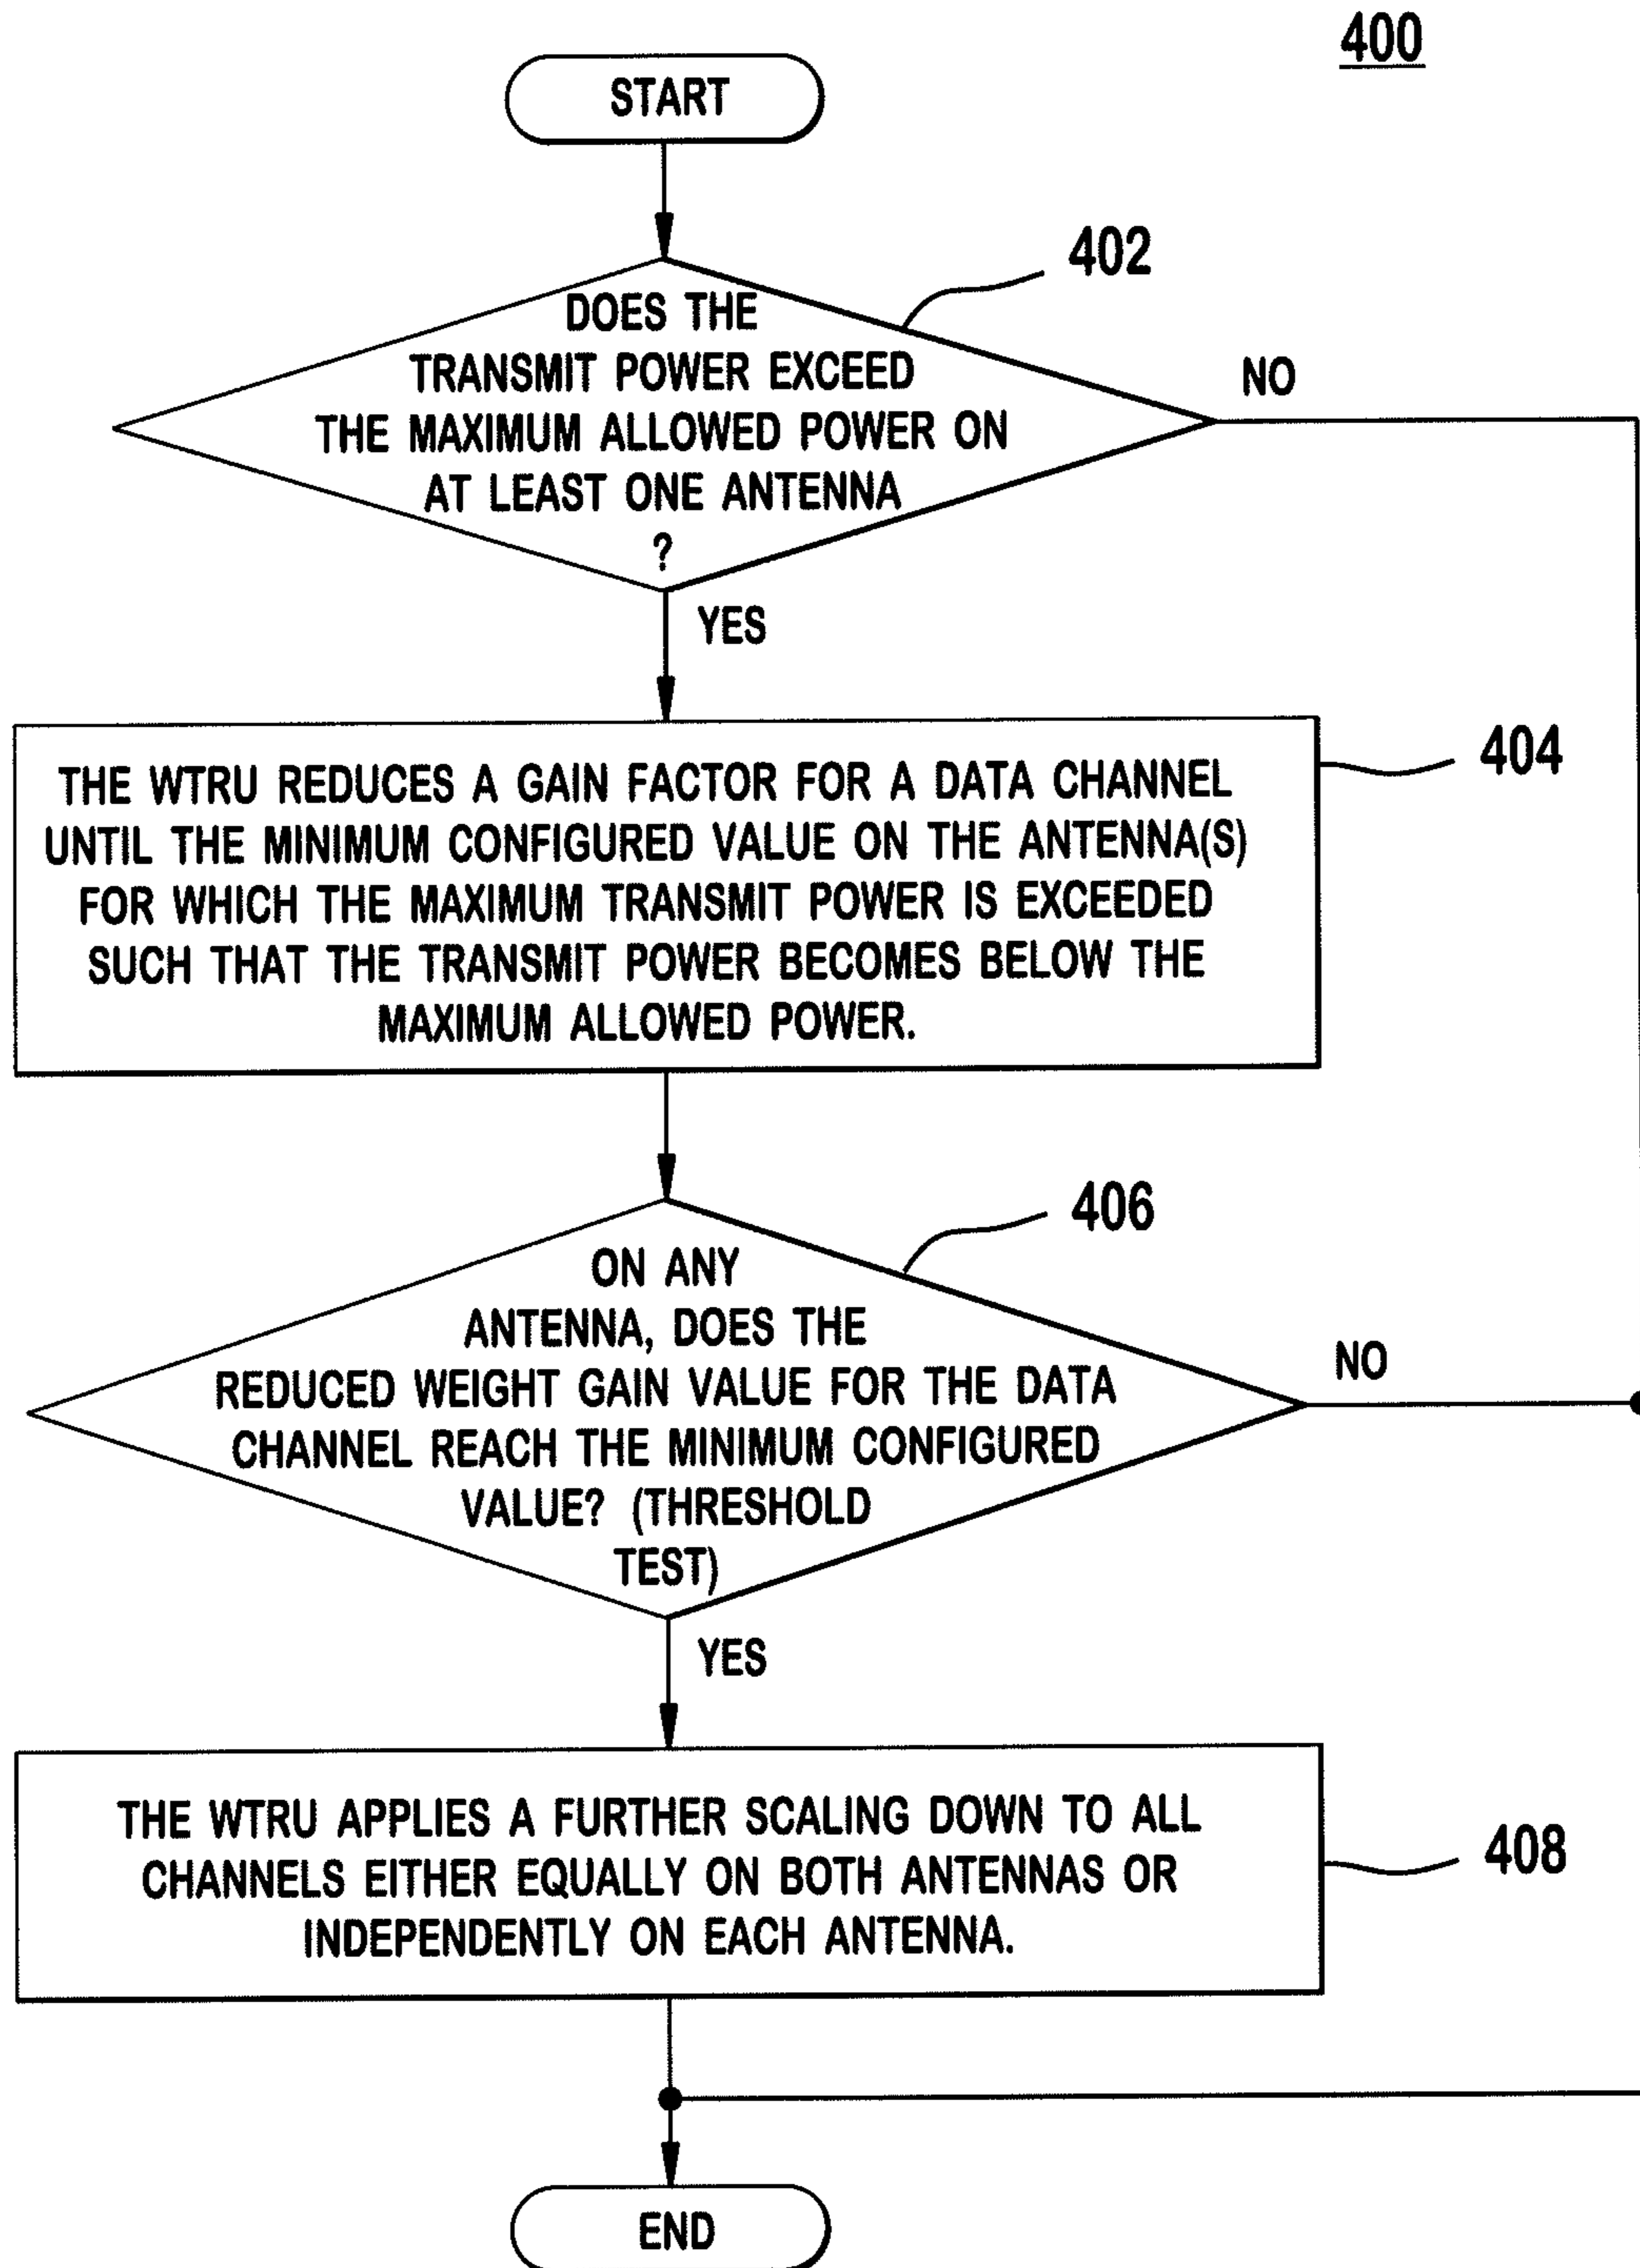 400
START
402
DOES THE
TRANSMIT POWER EXCEED
THE MAXIMUM ALLOWED POWER ON
AT LEAST ONE ANTENNA
?
NO
YES
404
THE WTRU REDUCES A GAIN FACTOR FOR A DATA CHANNEL
UNTIL THE MINIMUM CONFIGURED VALUE ON THE ANTENNA(S)
FOR WHICH THE MAXIMUM TRANSMIT POWER IS EXCEEDED
SUCH THAT THE TRANSMIT POWER BECOMES BELOW THE
MAXIMUM ALLOWED POWER.
406
ON ANY
ANTENNA, DOES THE
REDUCED WEIGHT GAIN VALUE FOR THE DATA
CHANNEL REACH THE MINIMUM CONFIGURED
VALUE? (THRESHOLD
TEST)
NO
YES
THE WTRU APPLIES A FURTHER SCALING DOWN TO ALL
CHANNELS EITHER EQUALLY ON BOTH ANTENNAS OR
INDEPENDENTLY ON EACH ANTENNA.
408
END